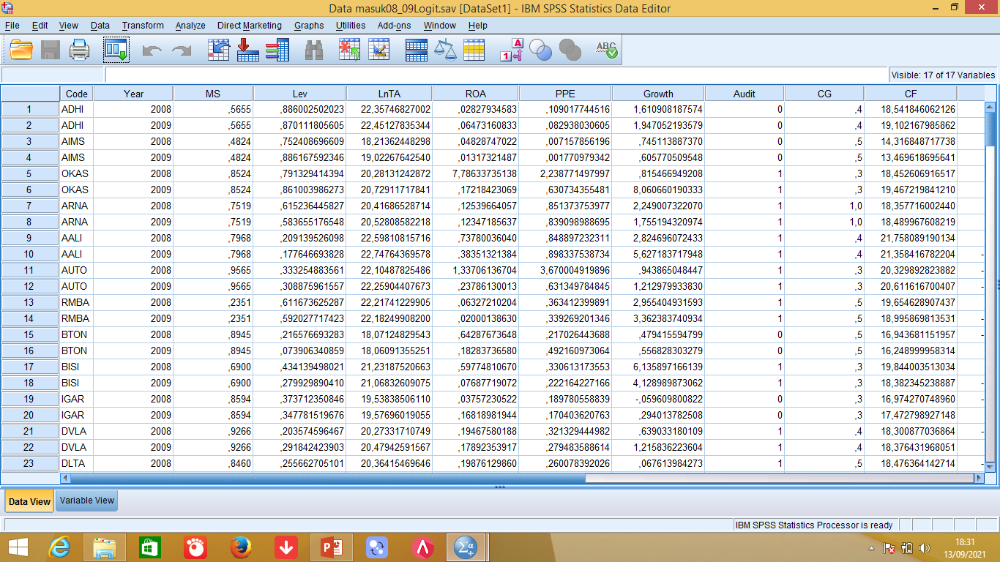 Data masuk08_09Logit.sav [DataSet1] - IBM SPSS Statistics Data Editor
File Edit View Data Transform Analyze Direct Marketing Graphs Utilities Add-ons Window Help
Visible: 17 of 17 Variables
Code Year MS Lev LnTA ROA PPE Growth Audit CG CF
1 ADHI 2008 ,5655 ,886002502023 22,35746827002 ,02827934583 ,109017744516 1,610908187574 0 ,4 18,541846062126
2 ADHI 2009 ,5655 ,870111805605 22,45127835344 ,06473160833 ,082938030605 1,947052193579 0 ,4 19,102167985862
3 AIMS 2008 ,4824 ,752408696609 18,21362448298 ,04828747022 ,007157856196 ,745113887370 0 ,5 14,316848717738
4 AIMS 2009 ,4824 ,886167592346 19,02267642540 ,01317321487 ,001770979342 ,605770509548 0 ,5 13,469618695641
5 OKAS 2008 ,8524 ,791329414394 20,28131242872 7,78633735138 2,238771497997 ,815466949208 1 ,3 18,452606916517
6 OKAS 2009 ,8524 ,861003986273 20,72911717841 ,17218423069 ,630734355481 8,060660190333 1 ,3 19,467219841210
7 ARNA 2008 ,7519 ,615236445827 20,41686528714 ,12539664057 ,851373753977 2,249007322070 1 1,0 18,357716002440
8 ARNA 2009 ,7519 ,583655176548 20,52808582218 ,12347185637 ,839098988695 1,755194320974 1 1,0 18,489967608219
9 AALI 2008 ,7968 ,209139526098 22,59810815716 ,73780036040 ,848897232311 2,824696072433 1 ,4 21,758089190134
10 AALI 2009 ,7968 ,177646693828 22,74764369578 ,38351321384 ,898337538734 5,627183717948 1 ,4 21,358416782204 -
11 AUTO 2008 ,9565 ,333254883561 22,10487825486 1,33706136704 3,670004919896 ,943865048447 1 ,3 20,329892823882 -
12 AUTO 2009 ,9565 ,308875961557 22,25904407673 ,23786130013 ,631349784845 1,212979933830 1 ,3 20,611616700407 -
13 RMBA 2008 ,2351 ,611673625287 22,21741229905 ,06327210204 ,363412399891 2,955404931593 1 ,5 19,654628907437 -
14 RMBA 2009 ,2351 ,592027717423 22,18249908200 ,02000138630 ,339269201346 3,362383740934 1 ,5 18,995869813531 -
15 BTON 2008 ,8945 ,216576693283 18,07124829543 ,64287673648 ,217026443688 ,479415594799 0 ,5 16,943681151957 -
16 BTON 2009 ,8945 ,073906340859 18,06091355251 ,18283736580 ,492160973064 ,556828303279 0 ,5 16,248999958314 -
17 BISI 2008 ,6900 ,434139498021 21,23187520663 ,59774810670 ,330613173553 6,135897166139 1 ,3 19,844003513034
18 BISI 2009 ,6900 ,279929890410 21,06832609075 ,07687719072 ,222164227166 4,128989873062 1 ,3 18,382345238887 -
19 IGAR 2008 ,8594 ,373712350846 19,53838506110 ,03757230522 ,189780558839 -,059609800822 0 ,3 16,974270748960 -
20 IGAR 2009 ,8594 ,347781519676 19,57696019055 ,16818981944 ,170403620763 ,294013782508 0 ,3 17,472798927148 -
21 DVLA 2008 ,9266 ,203574596467 20,27331710749 ,19467580188 ,321329444982 ,639033180109 1 ,4 18,300877036864 -
22 DVLA 2009 ,9266 ,291842423903 20,47942591567 ,17892353917 ,279483588614 1,215836223604 1 ,4 18,376431968051 -
23 DLTA 2008 ,8460 ,255662705101 20,36415469646 ,19876129860 ,260078392026 ,067613984273 1 ,5 18,476364142714 -
Data View Variable View
IBM SPSS Statistics Processor is ready
18:31
13/09/2021